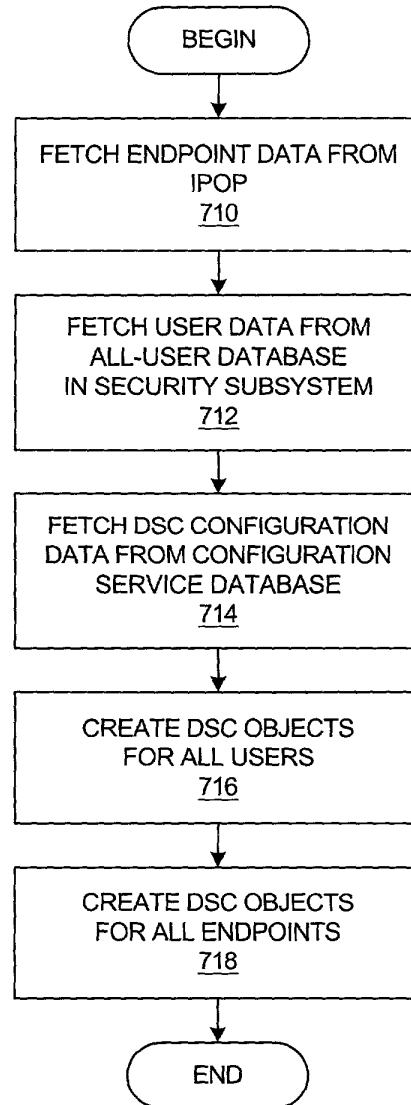 BEGIN
FETCH ENDPOINT DATA FROM
IPOP
710
FETCH USER DATA FROM
ALL-USER DATABASE
IN SECURITY SUBSYSTEM
712
FETCH DSC CONFIGURATION
DATA FROM CONFIGURATION
SERVICE DATABASE
714
CREATE DSC OBJECTS
FOR ALL USERS
716
CREATE DSC OBJECTS
FOR ALL ENDPOINTS
718
END